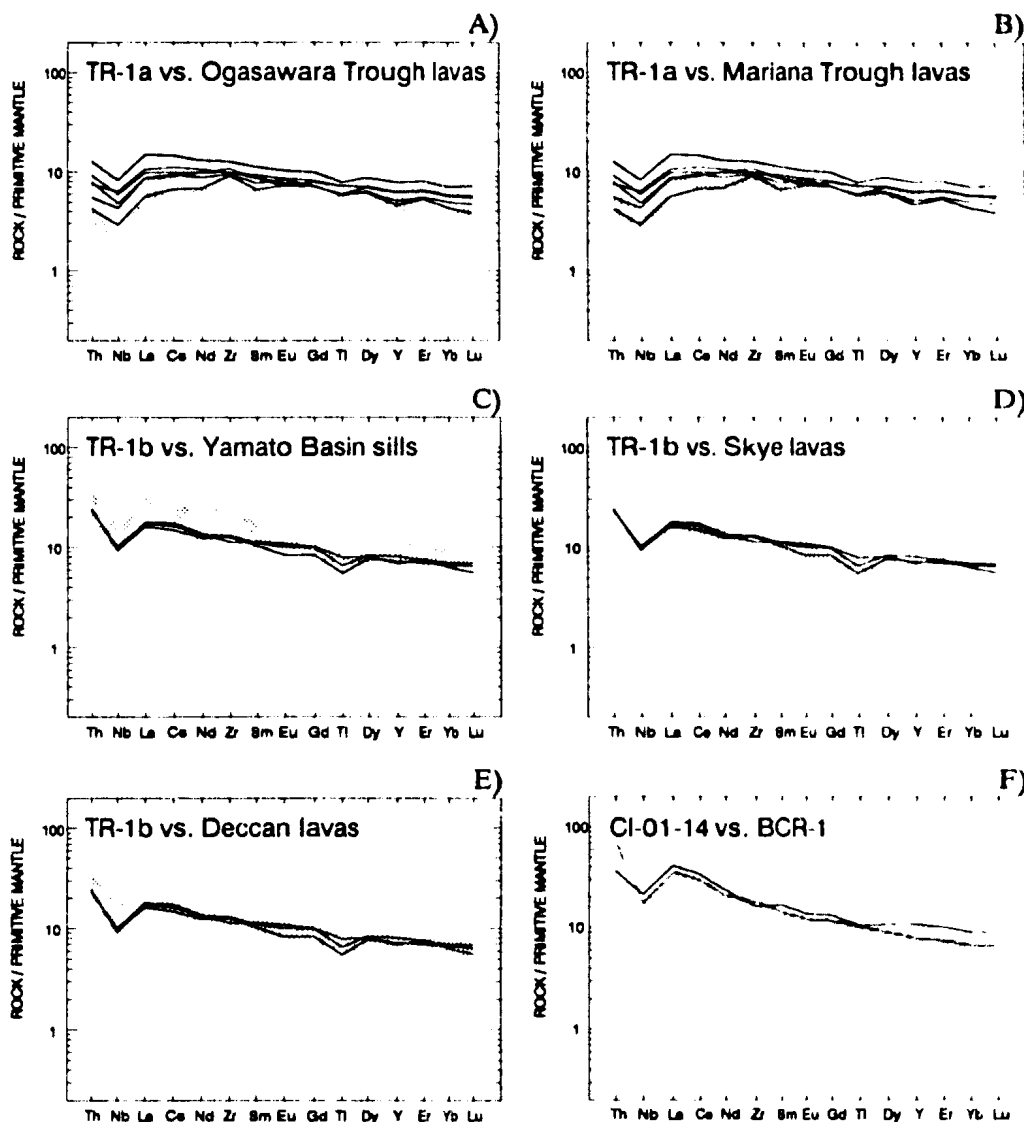 A)
TR-1a vs. Ogasawara Trough lavas
ROCK / PRIMITIVE MANTLE
100
10
1
Th Nb La Ce Nd Zr Sm Eu Gd Ti Dy Y Er Yb Lu
B)
TR-1a vs. Mariana Trough lavas
ROCK / PRIMITIVE MANTLE
100
10
1
Th Nb La Ce Nd Zr Sm Eu Gd Ti Dy Y Er Yb Lu
C)
TR-1b vs. Yamato Basin sills
ROCK / PRIMITIVE MANTLE
100
10
1
Th Nb La Ce Nd Zr Sm Eu Gd Ti Dy Y Er Yb Lu
D)
TR-1b vs. Skye lavas
ROCK / PRIMITIVE MANTLE
100
10
1
Th Nb La Ce Nd Zr Sm Eu Gd Ti Dy Y Er Yb Lu
E)
TR-1b vs. Deccan lavas
ROCK / PRIMITIVE MANTLE
100
10
1
Th Nb La Ce Nd Zr Sm Eu Gd Ti Dy Y Er Yb Lu
F)
CI-01-14 vs. BCR-1
ROCK / PRIMITIVE MANTLE
100
10
1
Th Nb La Ce Nd Zr Sm Eu Gd Ti Dy Y Er Yb Lu